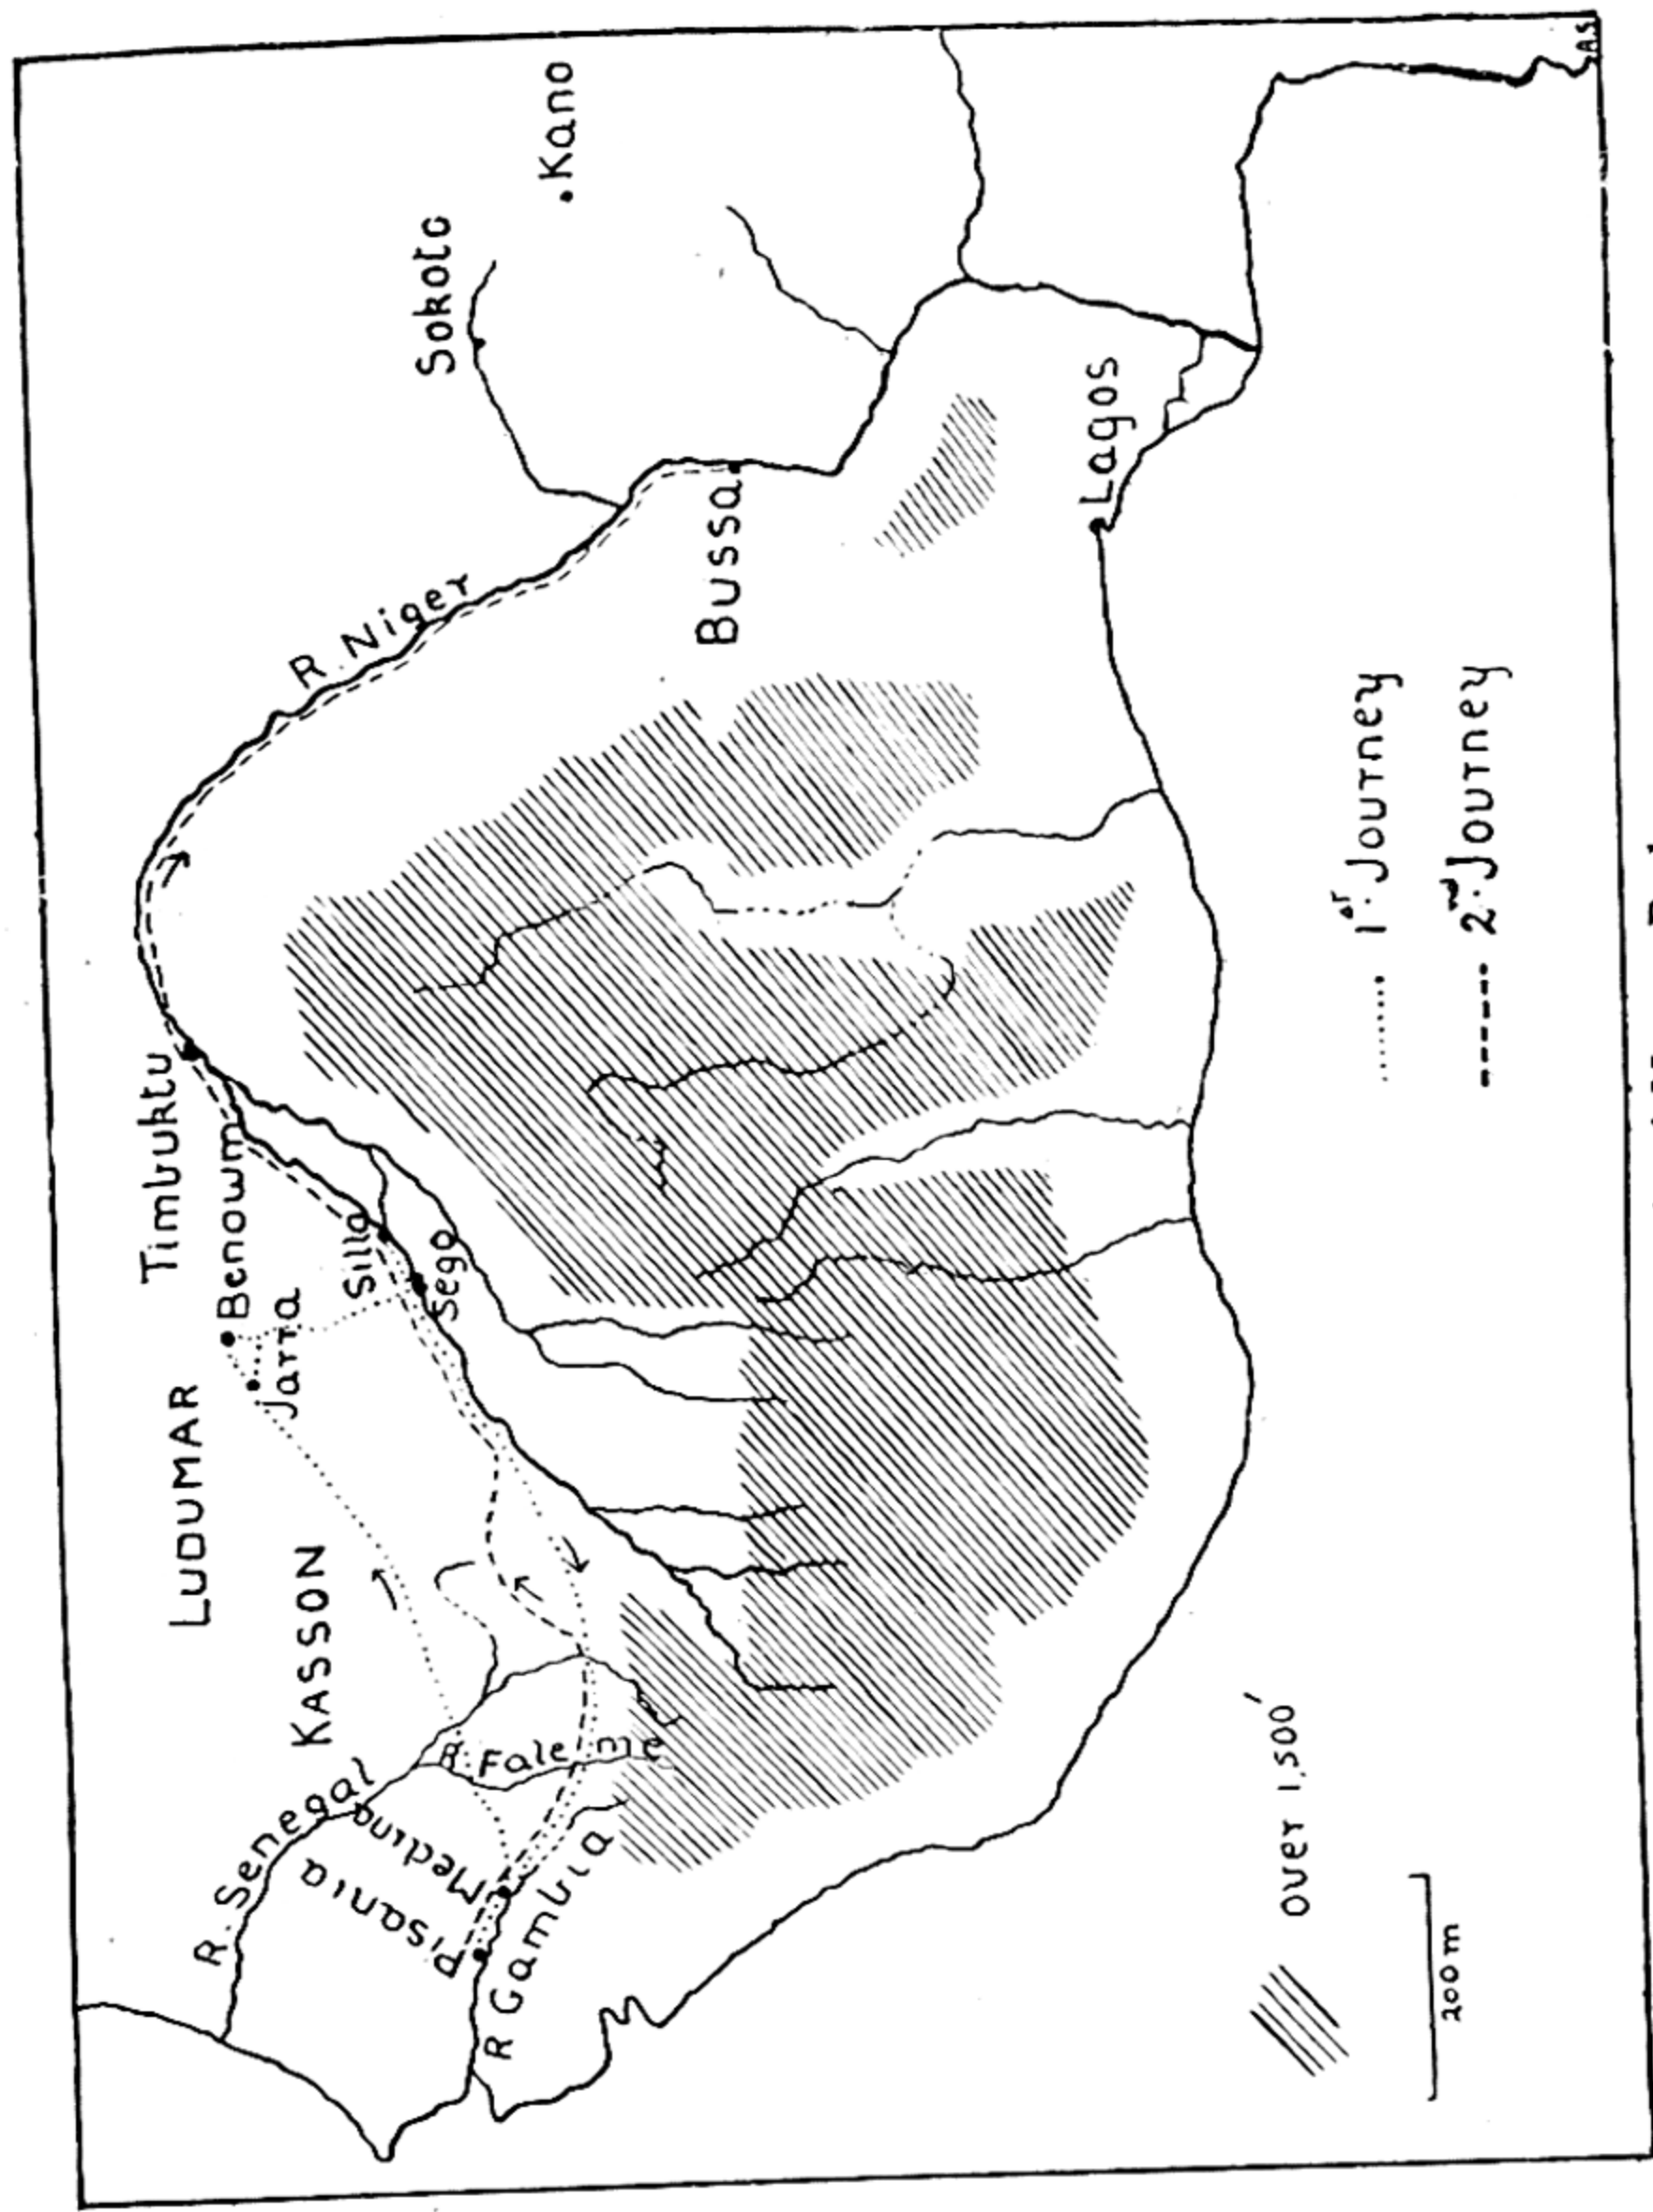 R. Senegal
Pisania
Medina
R Gambia
R. Faleme
KASSON
LUDUMAR
Jarra
Benowm
Timbuktu
Silla
Sego
R. Niger
Sokoto
.Kano
Bussa
Lagos
over 1,500'
200 m
1st. Journey
2nd. Journey
A.S.